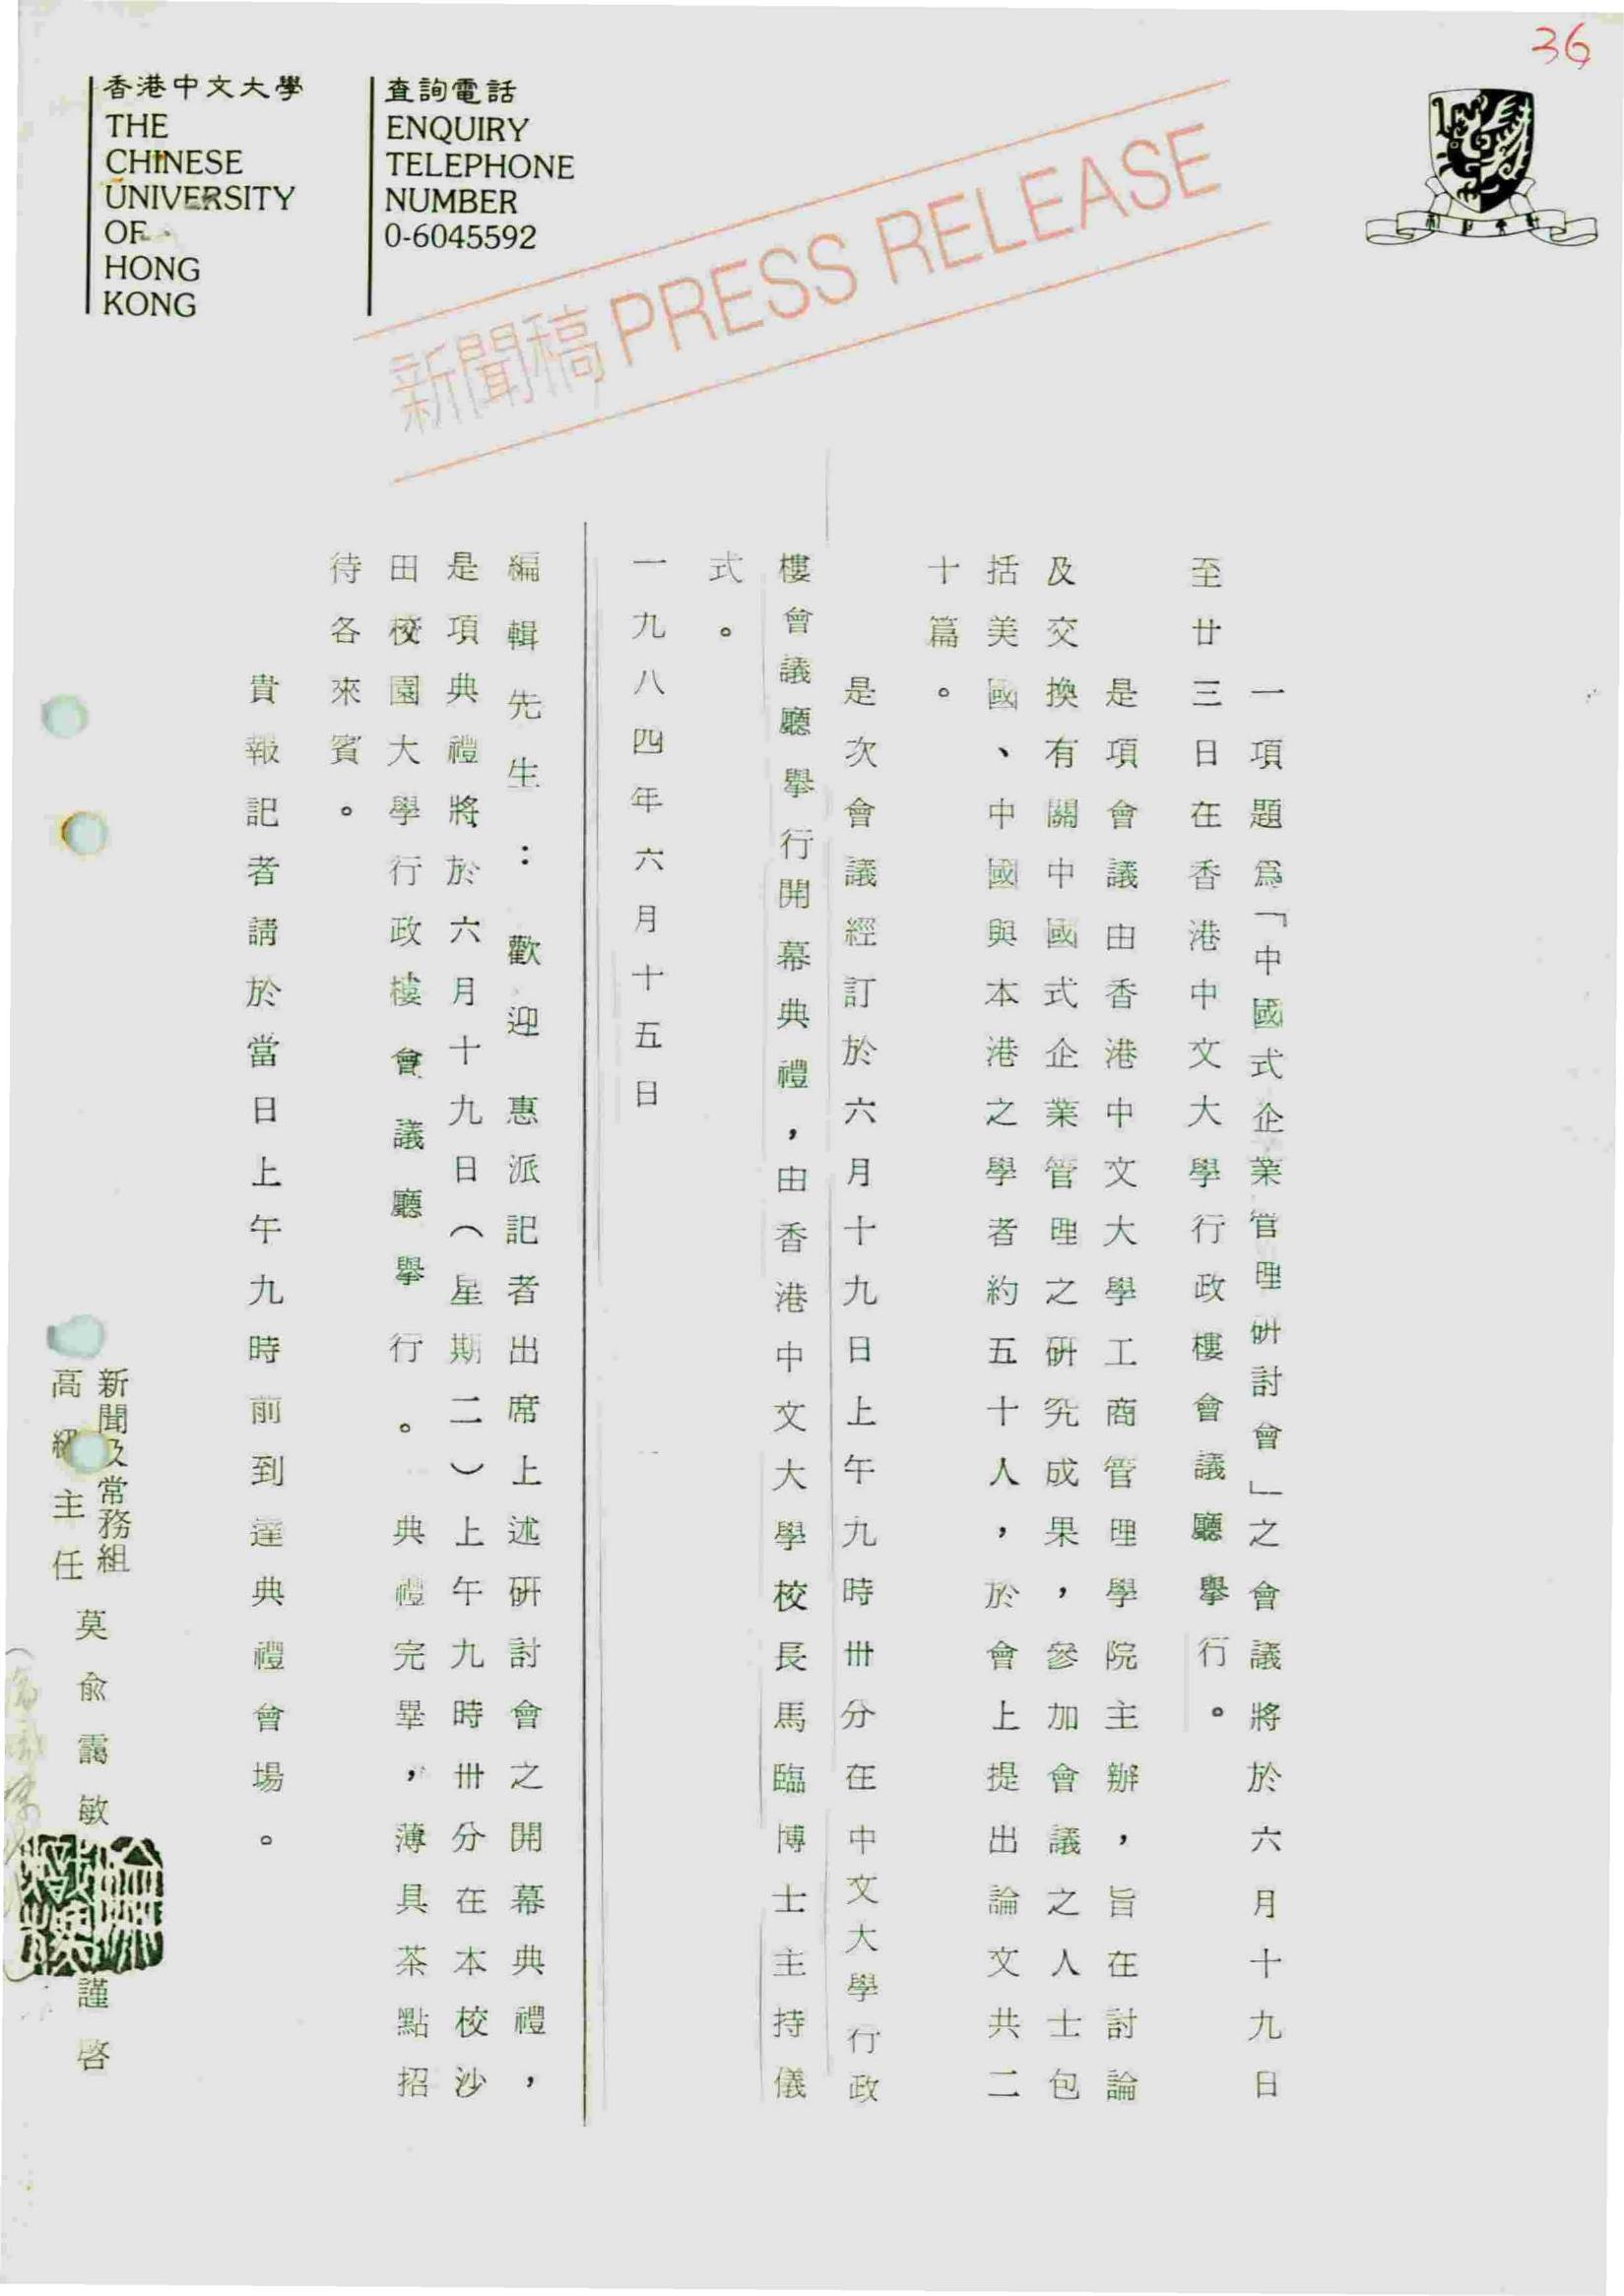 36
香港中文大學
THE
CHINESE
UNIVERSITY
OF
HONG
KONG
查詢電話
ENQUIRY
TELEPHONE
NUMBER
0-6045592
新聞稿 PRESS RELEASE
一項題為「中國式企業管理研討會」之會議將於六月十九日
至廿三日在香港中文大學行政樓會議廳舉行。
是項會議由香港中文大學工商管理學院主辦，旨在討論
及交換有關中國式企業管理之研究成果，參加會議之人士包
括美國、中國與本港之學者約五十人，於會上提出論文共二
十篇。
是次會議經訂於六月十九日上午九時卅分在中文大學行政
樓會議廳舉行開幕典禮，由香港中文大學校長馬臨博士主持儀
式。
一九八四年六月十五日
編輯先生：歡迎 惠派記者出席上述研討會之開幕典禮，
是項典禮將於六月十九日（星期二）上午九時卅分在本校沙
田校園大學行政樓會議廳舉行。典禮完畢，薄具茶點招
待各來賓。
貴報記者請於當日上午九時前到達典禮會場。
新聞及常務組
高級主任 莫俞靄敏 謹啓